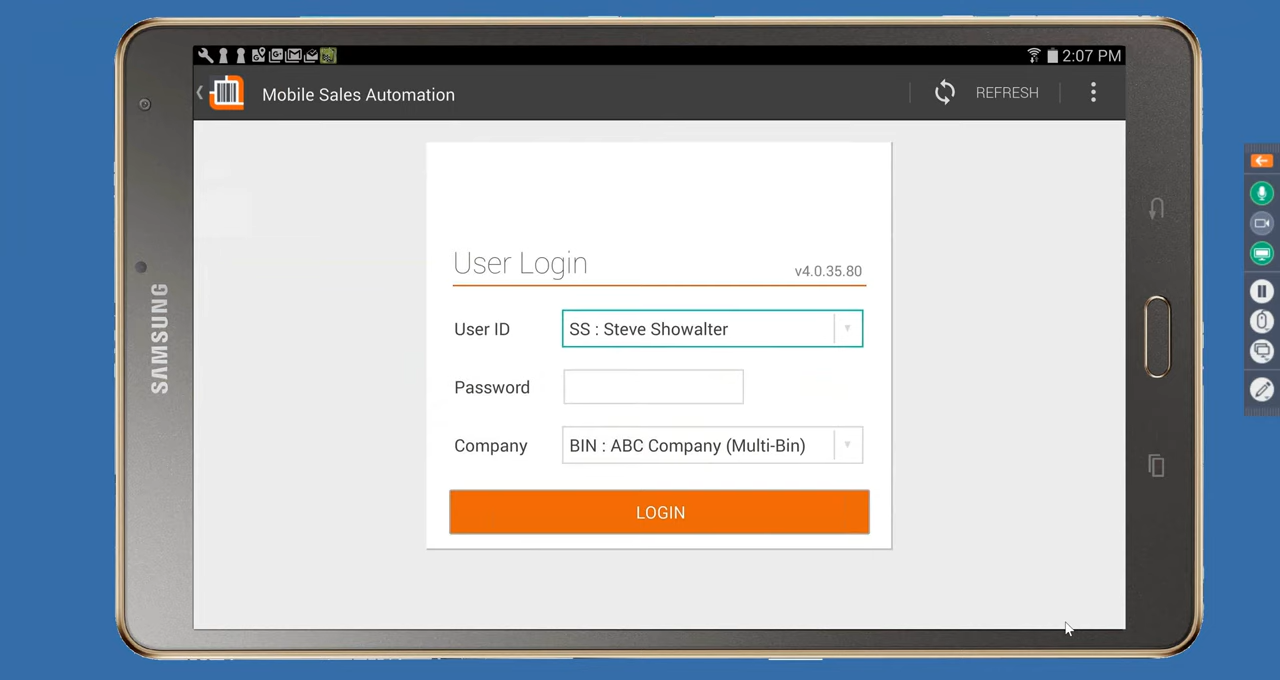 2:07 PM
Mobile Sales Automation
REFRESH
User Login
v4.0.35.80
User ID
SS : Steve Showalter
Password
Company
BIN : ABC Company (Multi-Bin)
LOGIN
SAMSUNG